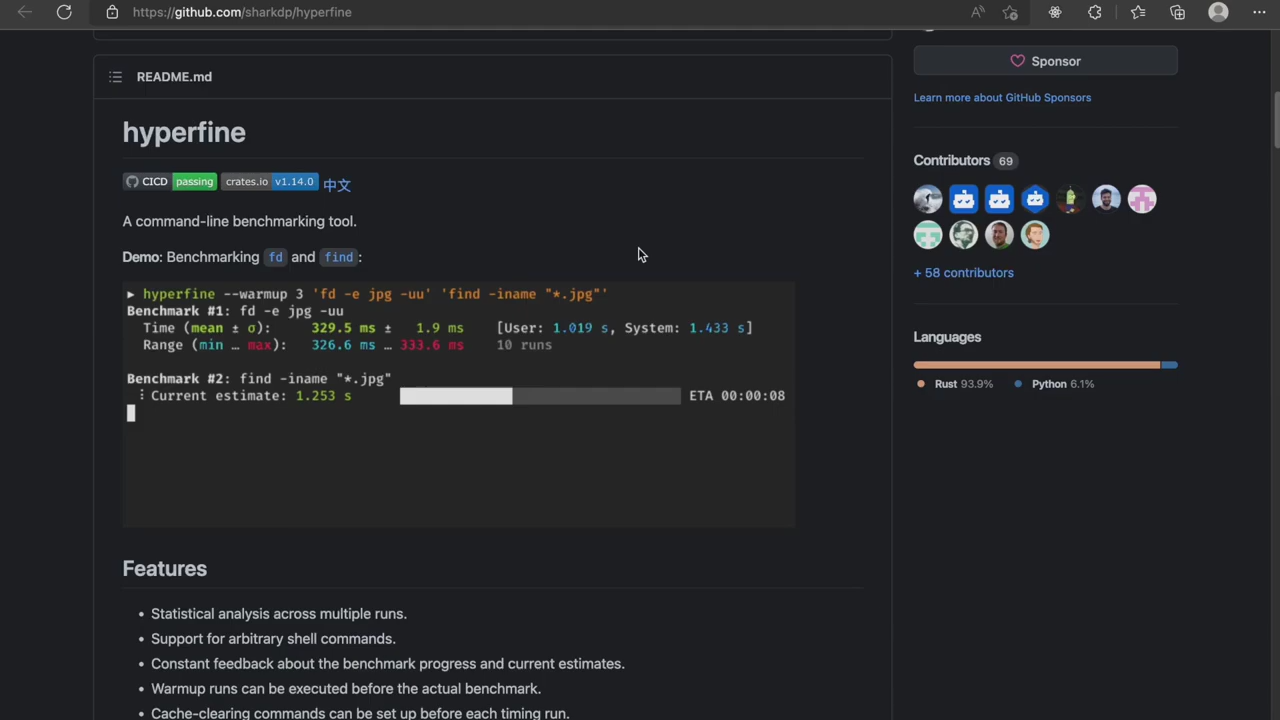 https://github.com/sharkdp/hyperfine
README.md
hyperfine
CICD passing crates.io v1.14.0 中文
A command-line benchmarking tool.
Demo: Benchmarking fd and find:
▶ hyperfine --warmup 3 'fd -e jpg -uu' 'find -iname "*.jpg"'
Benchmark #1: fd -e jpg -uu
Time (mean ± σ): 329.5 ms ± 1.9 ms [User: 1.019 s, System: 1.433 s]
Range (min … max): 326.6 ms … 333.6 ms 10 runs
Benchmark #2: find -iname "*.jpg"
⠸ Current estimate: 1.253 s ETA 00:00:08
Features
• Statistical analysis across multiple runs.
• Support for arbitrary shell commands.
• Constant feedback about the benchmark progress and current estimates.
• Warmup runs can be executed before the actual benchmark.
• Cache-clearing commands can be set up before each timing run.
Sponsor
Learn more about GitHub Sponsors
Contributors 69
+ 58 contributors
Languages
Rust 93.9% Python 6.1%